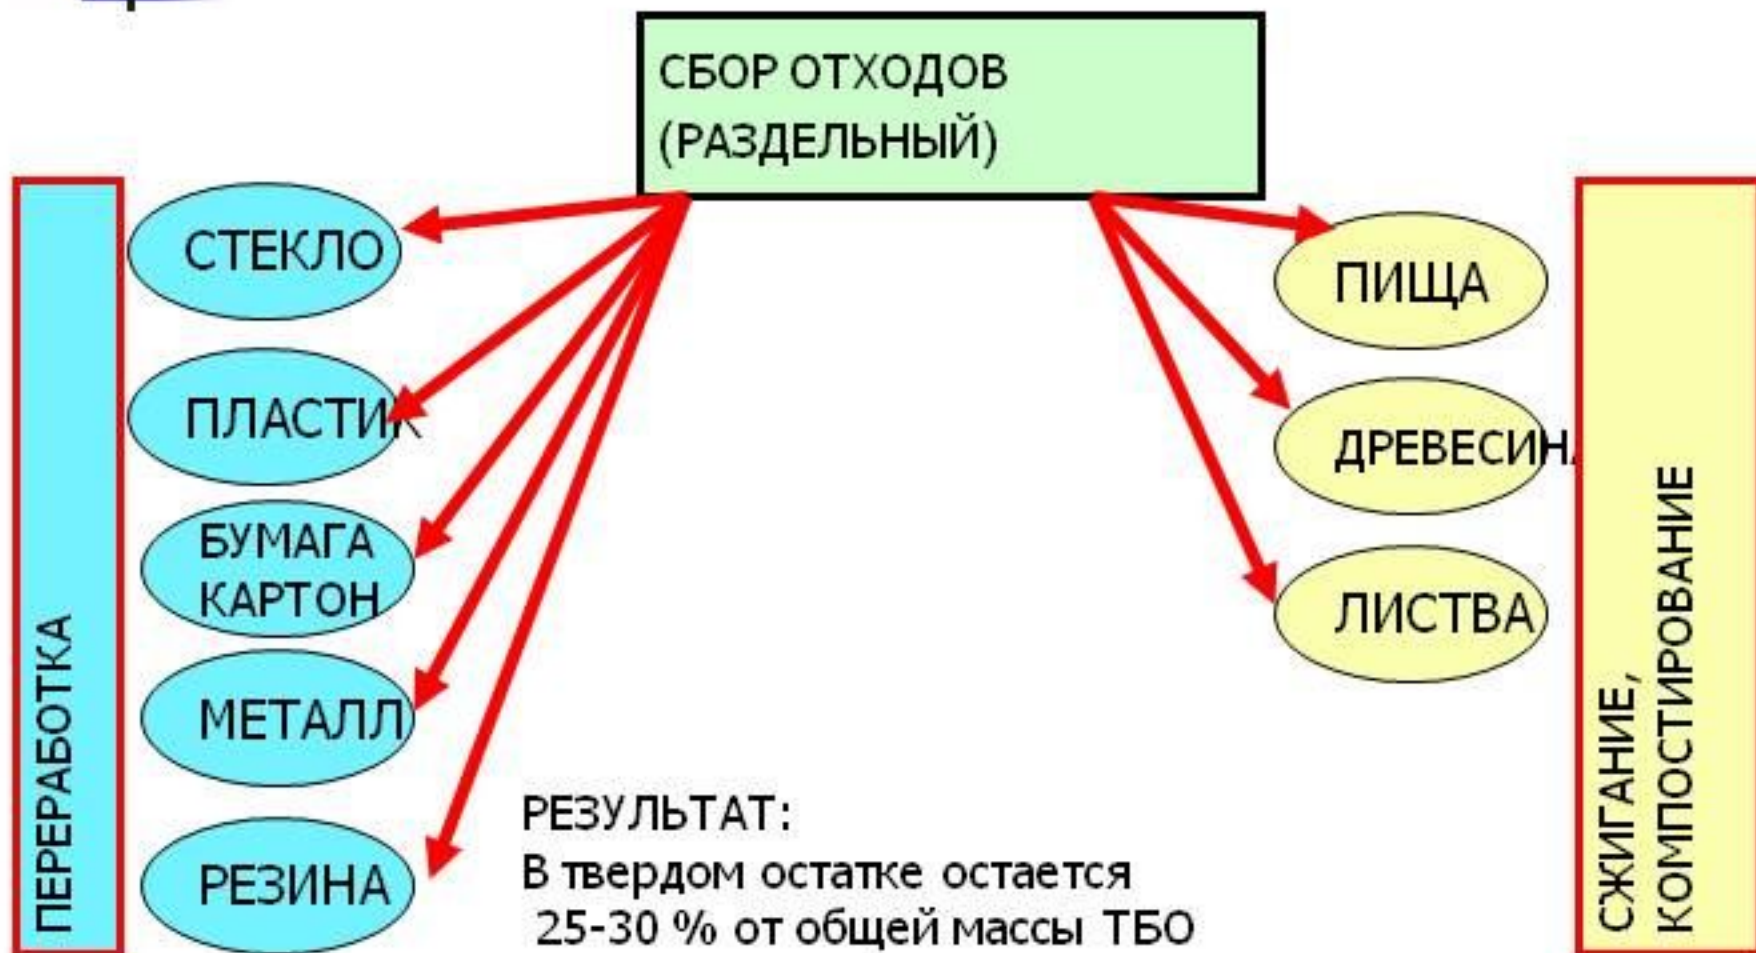 СБОР ОТХОДОВ
(РАЗДЕЛЬНЫЙ)
ПЕРЕРАБОТКА
СТЕКЛО
ПЛАСТИК
БУМАГА
КАРТОН
МЕТАЛЛ
РЕЗИНА
ПИЩА
ДРЕВЕСИНА
ЛИСТВА
СЖИГАНИЕ,
КОМПОСТИРОВАНИЕ
РЕЗУЛЬТАТ:
В твердом остатке остается
25-30 % от общей массы ТБО